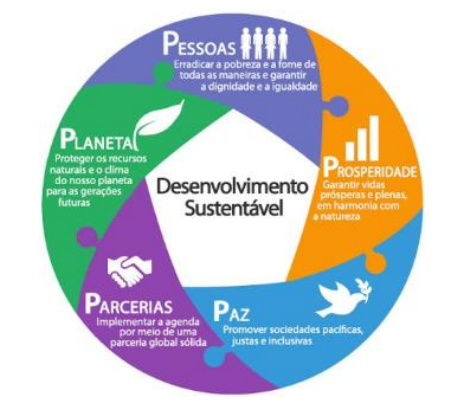 PESSOAS
Erradicar a pobreza e a fome de
todas as maneiras e garantir
a dignidade e a igualdade
PROSPERIDADE
Garantir vidas
prósperas e plenas,
em harmonia com
a natureza
PAZ
Promover sociedades pacíficas,
justas e inclusivas
PARCERIAS
Implementar a agenda
por meio de uma
parceria global sólida
PLANETA
Proteger os recursos
naturais e o clima
do nosso planeta
para as gerações
futuras
Desenvolvimento
Sustentável